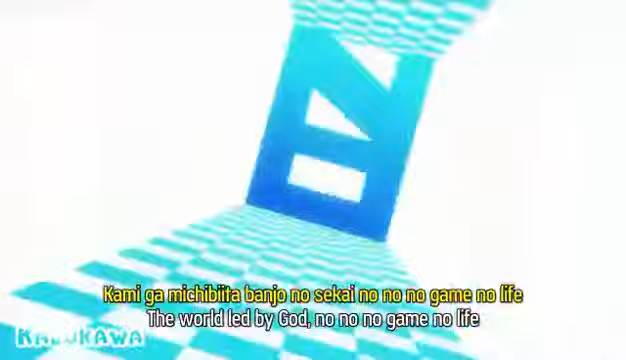 Kami ga michibiita banjo no sekai no no no game no life
The world led by God, no no no game no life
KADOKAWA